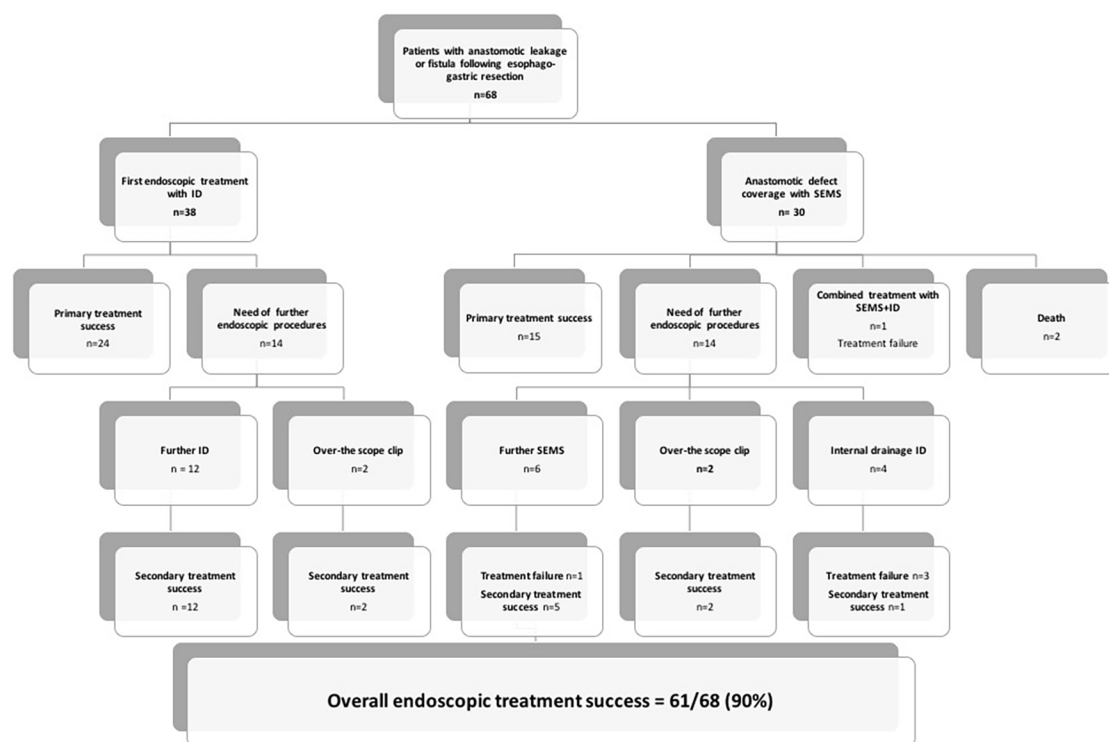 Patients with anastomotic leakage
or fistula following esophago-
gastric resection
n=68
First endoscopic treatment
with ID
n=38
Anastomotic defect
coverage with SEMS
n= 30
Primary treatment
success
n=24
Need of further
endoscopic procedures
n=14
Primary treatment success
n=15
Need of further
endoscopic procedures
n=14
Combined treatment with
SEMS+ID
n=1
Treatment failure
Death
n=2
Further ID
n = 12
Over-the scope clip
n=2
Further SEMS
n=6
Over-the scope clip
n=2
Internal drainage ID
n=4
Secondary treatment
success
n =12
Secondary treatment
success
n=2
Treatment failure n=1
Secondary treatment
success n=5
Secondary treatment
success
n=2
Treatment failure n=3
Secondary treatment
success n=1
Overall endoscopic treatment success = 61/68 (90%)